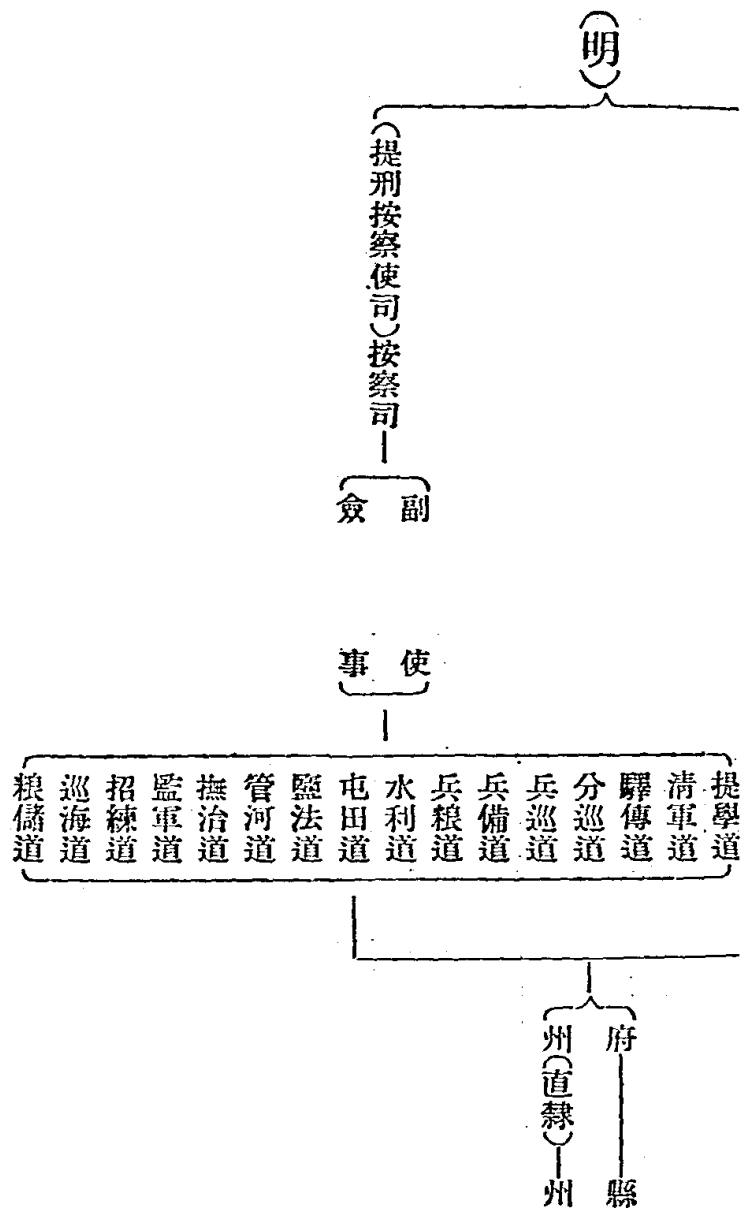 （明）
（提刑按察使司）按察司
副使
僉事
提學道
清軍道
驛傳道
分巡道
兵巡道
兵備道
兵粮道
水利道
屯田道
鹽法道
管河道
撫治道
監軍道
招練道
巡海道
粮儲道
府
縣
州（直隸）
州